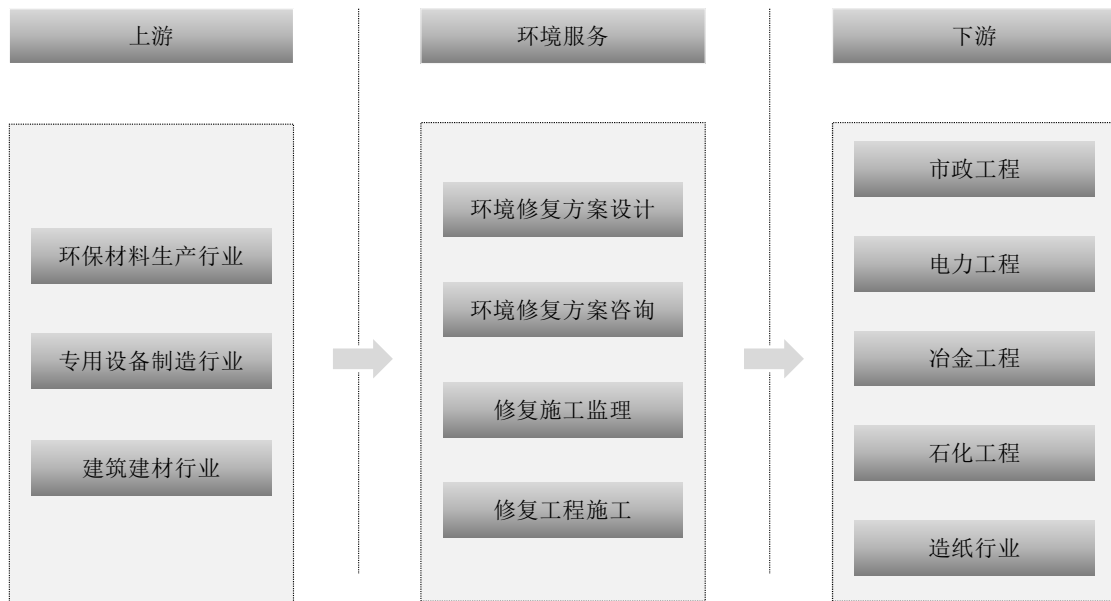 上游
环境服务
下游
环保材料生产行业
专用设备制造行业
建筑建材行业
环境修复方案设计
环境修复方案咨询
修复施工监理
修复工程施工
市政工程
电力工程
冶金工程
石化工程
造纸行业